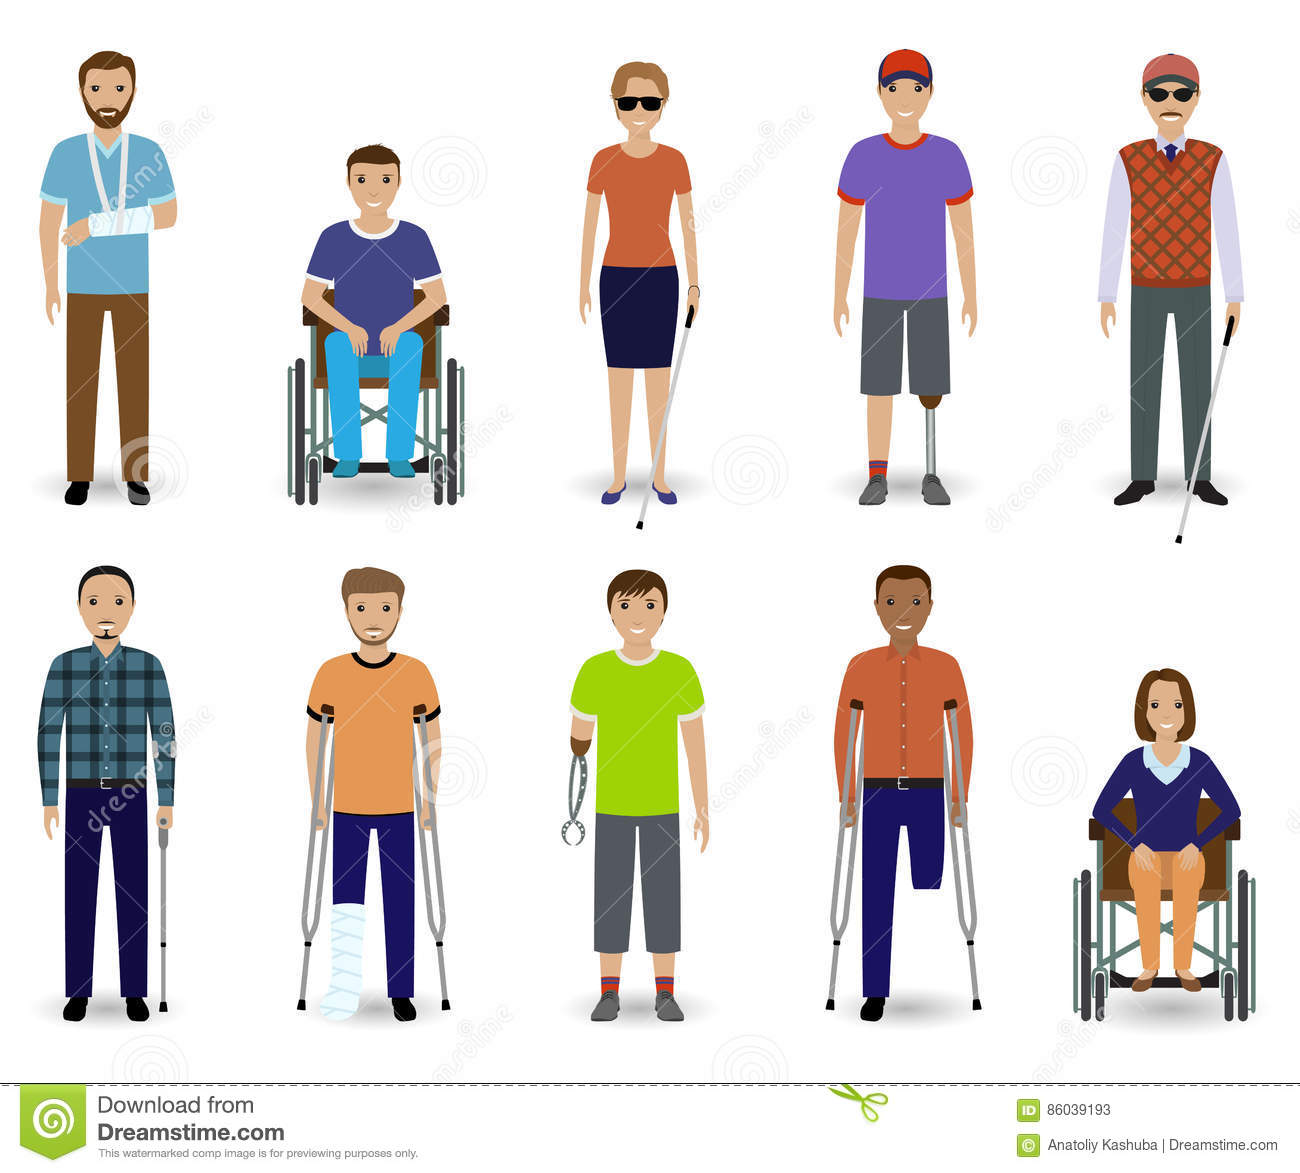 Download from
Dreamstime.com
This watermarked comp image is for previewing purposes only.
ID 86039193
© Anatoliy Kashuba | Dreamstime.com